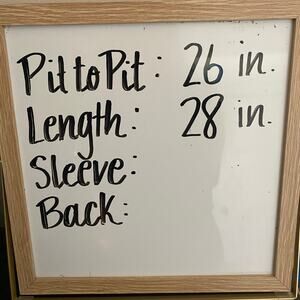 Pit to Pit: 26 in.
Length: 28 in.
Sleeve:
Back: